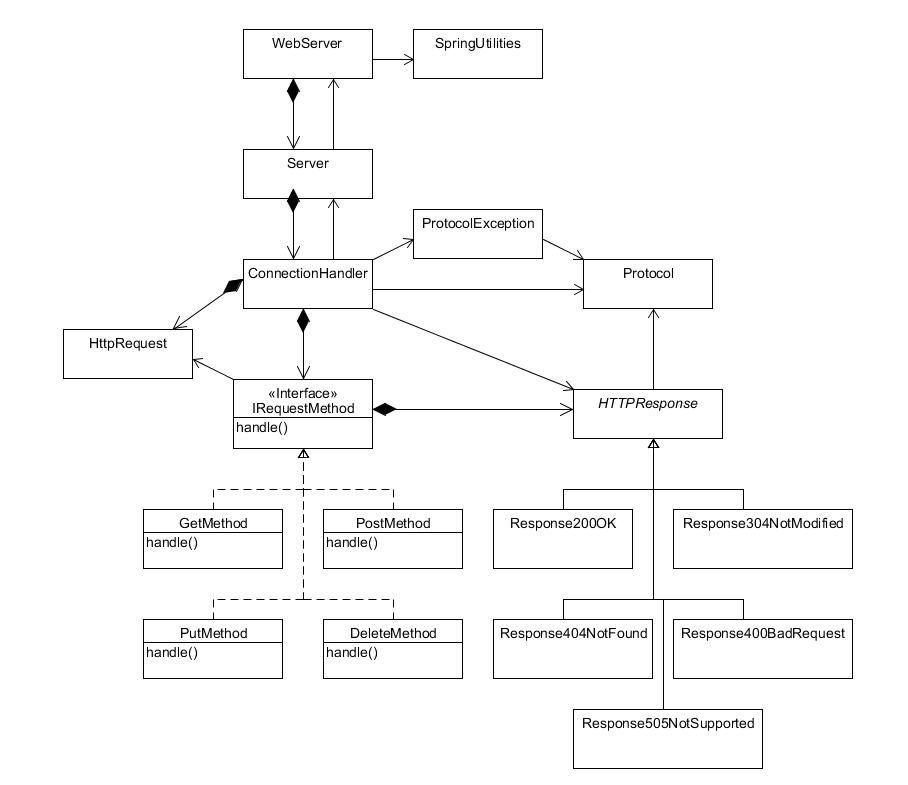 WebServer
SpringUtilities
Server
ProtocolException
ConnectionHandler
Protocol
HttpRequest
«Interface»
IRequestMethod
handle()
HTTPResponse
GetMethod
handle()
PostMethod
handle()
Response200OK
Response304NotModified
PutMethod
handle()
DeleteMethod
handle()
Response404NotFound
Response400BadRequest
Response505NotSupported